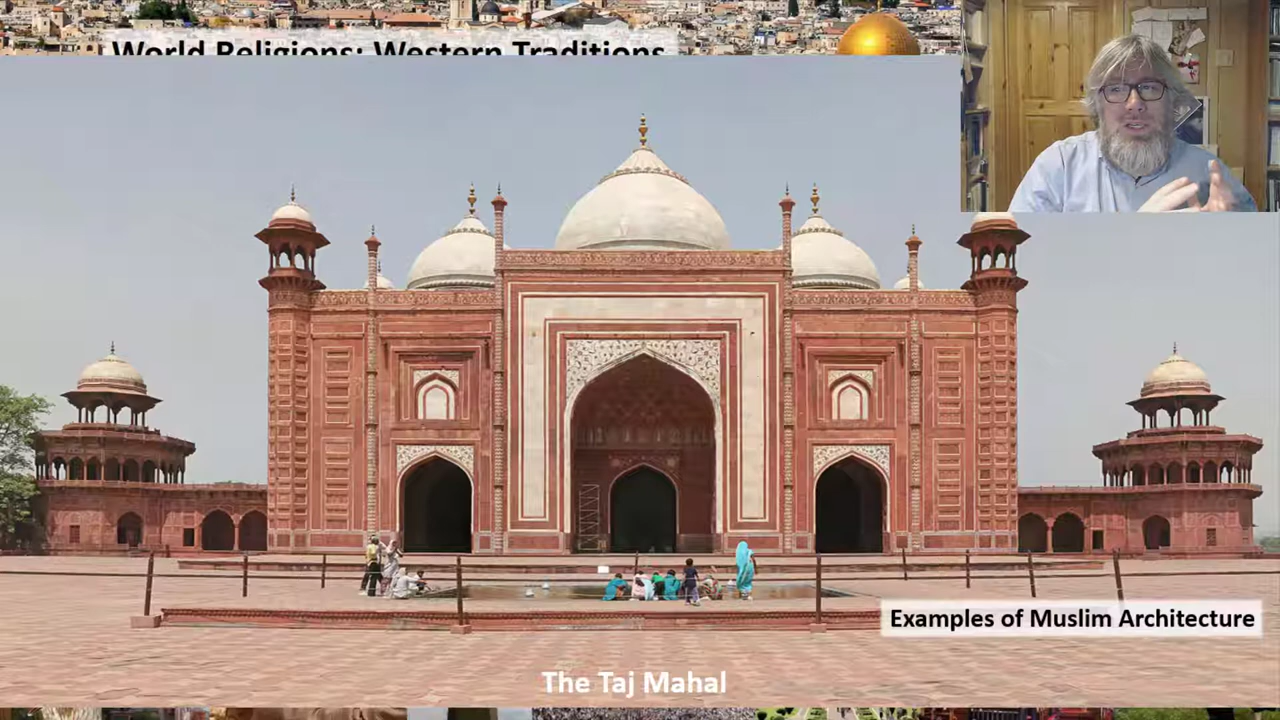 World Religions: Western Traditions
Examples of Muslim Architecture
The Taj Mahal